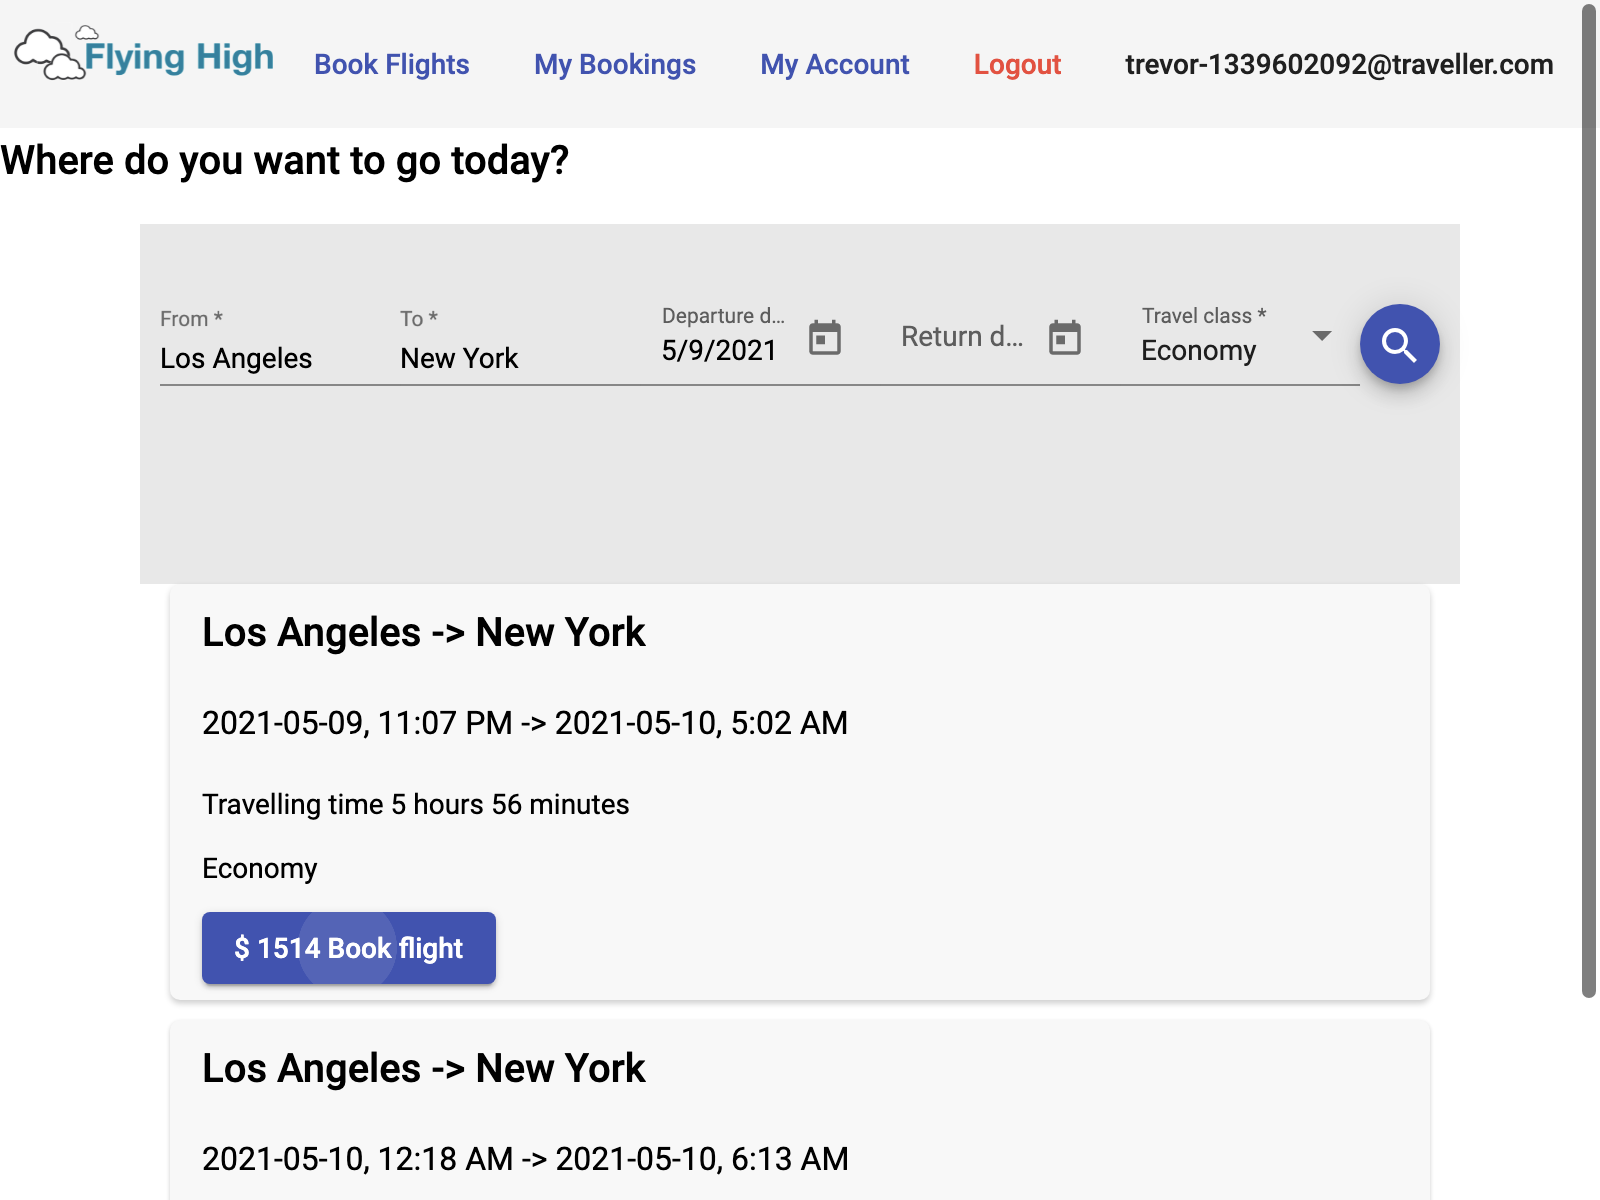 Flying High
Book Flights
My Bookings
My Account
Logout
trevor-1339602092@traveller.com
Where do you want to go today?
From *
Los Angeles
To *
New York
Departure d...
5/9/2021
Return d...
Travel class *
Economy
Los Angeles -> New York
2021-05-09, 11:07 PM -> 2021-05-10, 5:02 AM
Travelling time 5 hours 56 minutes
Economy
$ 1514 Book flight
Los Angeles -> New York
2021-05-10, 12:18 AM -> 2021-05-10, 6:13 AM